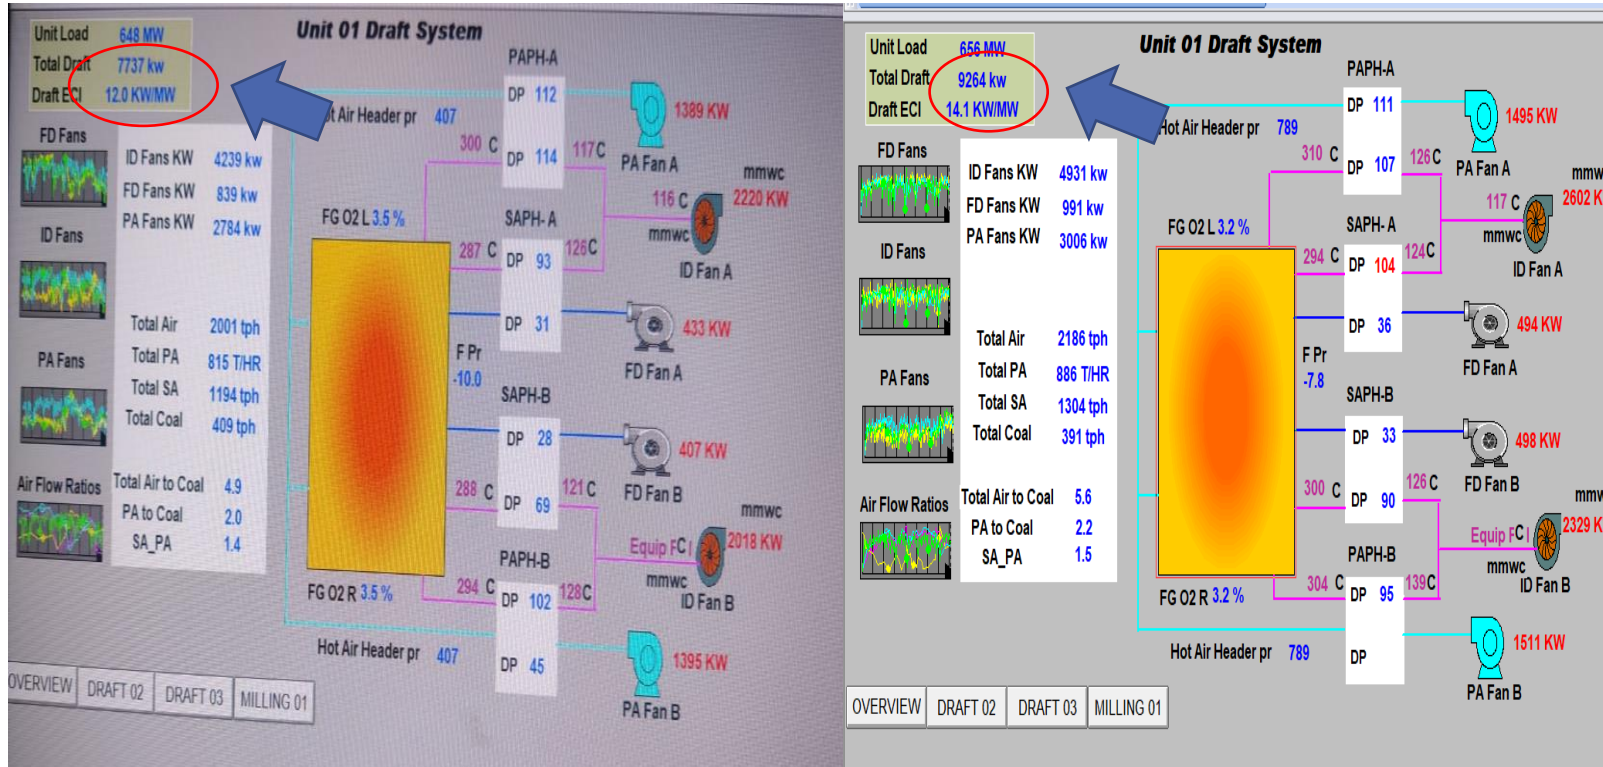 Unit 01 Draft System
Unit Load 648 MW
Total Draft 7737 kw
Draft ECI 12.0 KW/MW
PAPH-A
DP 112
1389 KW
Hot Air Header pr 407
FD Fans
300 C
DP 114
117C
PA Fan A
ID Fans KW 4239 kw
FD Fans KW 839 kw
PA Fans KW 2784 kw
mmwc
116 C
2220 KW
FG O2 L 3.5 %
SAPH- A
mmwc
ID Fans
287 C
DP 93
126C
ID Fan A
Total Air 2001 tph
DP 31
433 KW
Total PA 815 T/HR
F Pr
-10.0
FD Fan A
PA Fans
Total SA 1194 tph
SAPH-B
Total Coal 409 tph
DP 28
407 KW
Air Flow Ratios
Total Air to Coal 4.9
288 C
DP 69
121C
FD Fan B
PA to Coal 2.0
mmwc
SA_PA 1.4
Equip FC I
2018 KW
PAPH-B
mmwc
FG O2 R 3.5 %
294 C
DP 102
128C
ID Fan B
Hot Air Header pr 407
DP 45
1395 KW
PA Fan B
OVERVIEW DRAFT 02 DRAFT 03 MILLING 01
Unit 01 Draft System
Unit Load 656 MW
Total Draft 9264 kw
Draft ECI 14.1 KW/MW
PAPH-A
DP 111
1495 KW
Hot Air Header pr 789
FD Fans
310 C
DP 107
126C
PA Fan A
ID Fans KW 4931 kw
FD Fans KW 991 kw
PA Fans KW 3006 kw
mmw
117 C
2602 K
FG O2 L 3.2 %
SAPH- A
mmwc
ID Fans
294 C
DP 104
124C
ID Fan A
Total Air 2186 tph
DP 36
494 KW
Total PA 886 T/HR
F Pr
-7.8
FD Fan A
PA Fans
Total SA 1304 tph
SAPH-B
Total Coal 391 tph
DP 33
498 KW
Air Flow Ratios
Total Air to Coal 5.6
300 C
DP 90
126 C
FD Fan B
PA to Coal 2.2
mmw
SA_PA 1.5
Equip FC I
2329 K
PAPH-B
mmwc
FG O2 R 3.2 %
304 C
DP 95
139C
ID Fan B
Hot Air Header pr 789
DP
1511 KW
PA Fan B
OVERVIEW DRAFT 02 DRAFT 03 MILLING 01